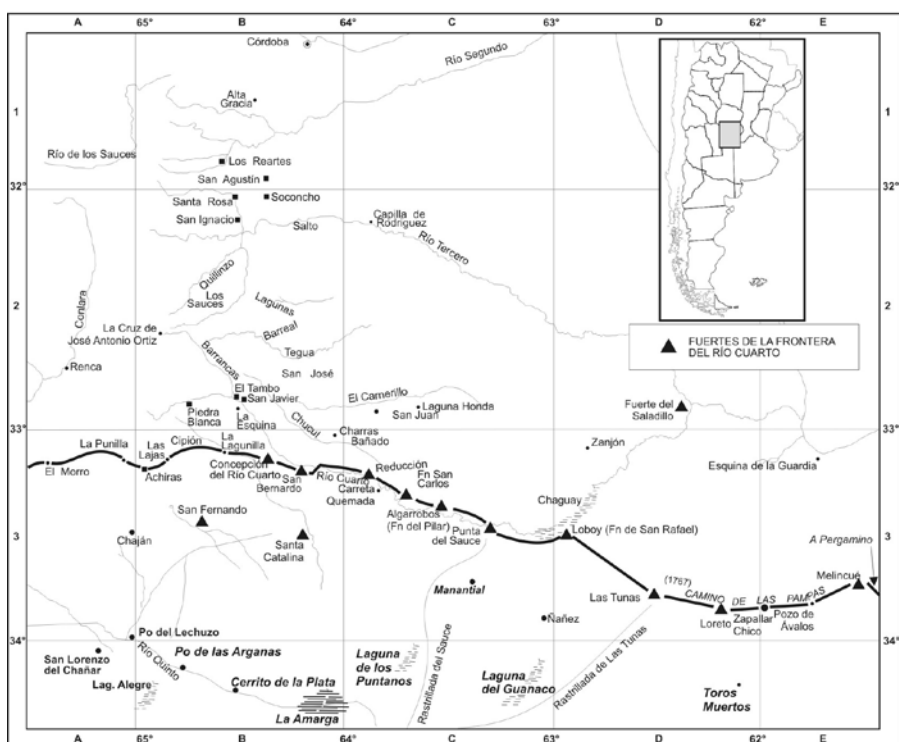 A 65° B 64° C 63° D 62° E
Córdoba
Río Segundo
Alta
Gracia
1
1
Río de los Sauces
Los Reartes
San Agustín
32°
32°
Santa Rosa
Soconcho
San Ignacio
Salto
Capilla de
Rodriguez
Río Tercero
Quillinzo
Los
Sauces
Lagunas
2
2
Conlara
La Cruz de
José Antonio Ortiz
Barreal
Tegua
Barrancas
San José
Renca
FUERTES DE LA FRONTERA
DEL RÍO CUARTO
El Tambo
San Javier
El Camerillo
San Juan
Laguna Honda
Piedra
Blanca
La
Esquina
Chucul
Charras
Bañado
Fuerte del
Saladillo
33°
33°
La Punilla
Las
Lajas
Cipión
La
Lagunilla
Zanjón
Esquina de la Guardia
El Morro
Achiras
Concepción
del Río Cuarto
San
Bernardo
Río Cuarto
Reducción
Carreta
Quemada
Fn San
Carlos
Chaguay
San Fernando
Algarrobos
(Fn del Pilar)
Punta
del Sauce
Loboy (Fn de San Rafael)
3
3
Chaján
Santa
Catalina
A Pergamino
Melincué
Manantial
(1767)
CAMINO DE LAS PAMPAS
Las Tunas
Loreto
Zapallar
Chico
Pozo de
Ávalos
Ñañez
34°
34°
Po del Lechuzo
San Lorenzo
del Chañar
Río Quinto
Po de las Arganas
Lag. Alegre
Cerrito de la Plata
La Amarga
Laguna
de los
Puntanos
Rastrillada del Sauce
Laguna
del Guanaco
Rastrillada de Las Tunas
Toros
Muertos
A 65° B 64° C 63° D 62° E